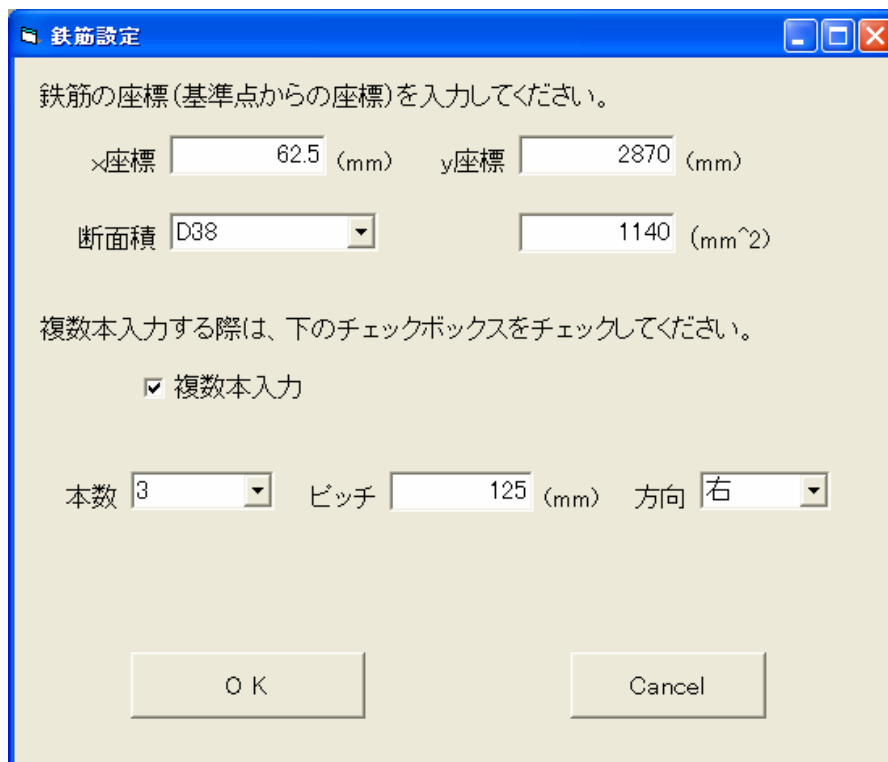 鉄筋設定
鉄筋の座標(基準点からの座標)を入力してください。
x座標 62.5 (mm) y座標 2870 (mm)
断面積 D38 1140 (mm^2)
複数本入力する際は、下のチェックボックスをチェックしてください。
複数本入力
本数 3 ピッチ 125 (mm) 方向 右
OK Cancel